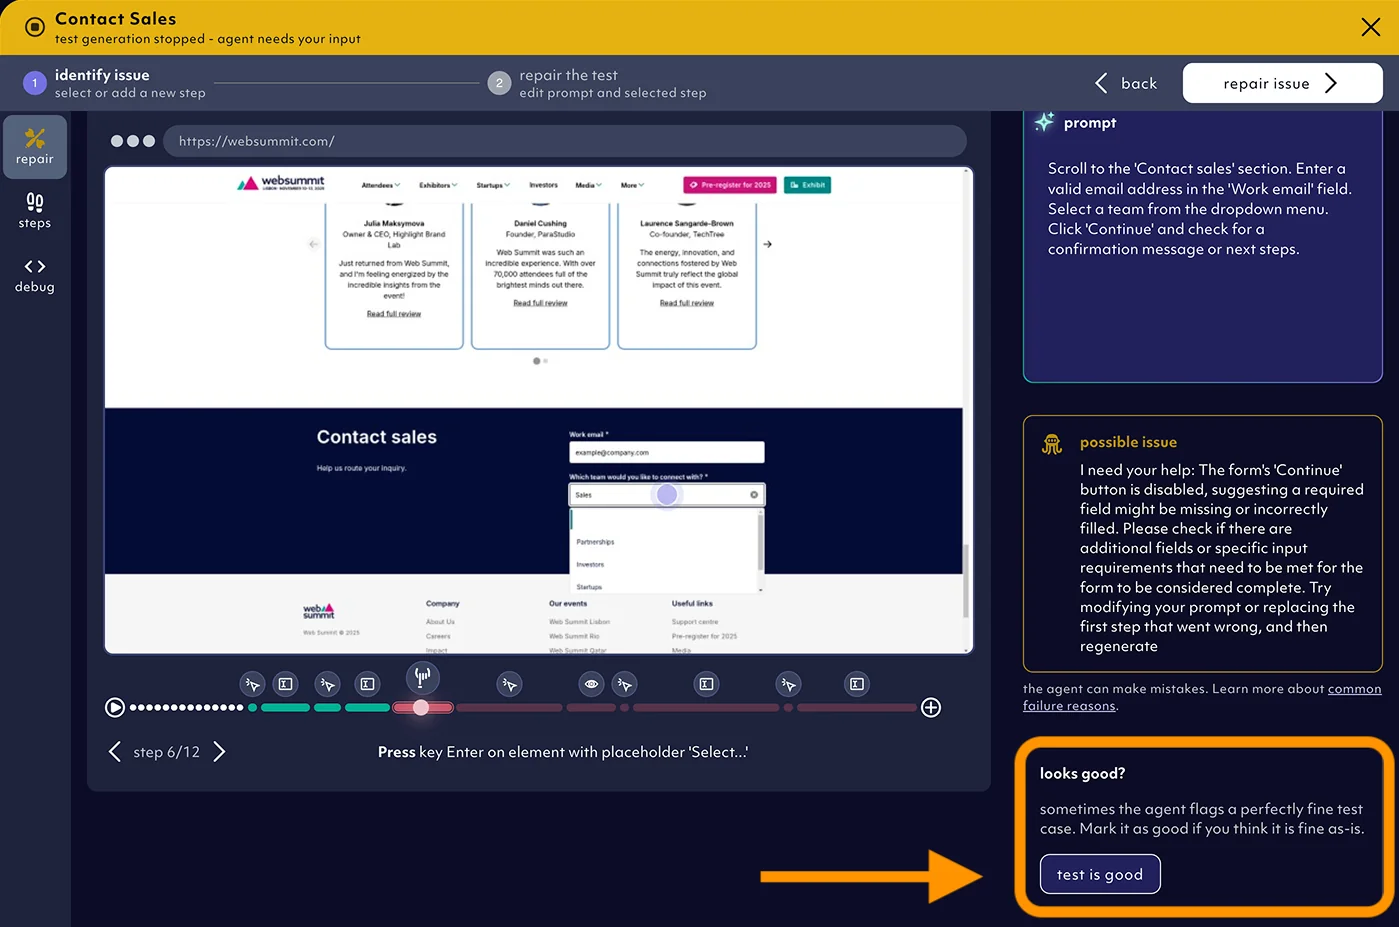 Contact Sales
test generation stopped - agent needs your input
1
identify issue
select or add a new step
2
repair the test
edit prompt and selected step
back
repair issue
repair
steps
debug
https://websummit.com/
websummit
LISBON NOVEMBER 10-13, 2025
Attendees
Exhibitors
Startups
Investors
Media
More
Pre-register for 2025
Exhibit
Julia Maksymova
Owner & CEO, Highlight Brand
Lab
Just returned from Web Summit,
and I'm feeling energized by the
incredible insights from the
event!
Read full review
Daniel Cushing
Founder, ParaStudio
Web Summit was such an
incredible experience. With over
70,000 attendees full of the
brightest minds out there.
Read full review
Laurence Sangarde-Brown
Co-founder, TechTree
The energy, innovation, and
connections fostered by Web
Summit truly reflect the global
impact of this event.
Read full review
Contact sales
Help us route your inquiry.
Work email *
example@company.com
Which team would you like to connect with? *
Sales
Partnerships
Investors
Startups
web
summit
Web Summit © 2025
Company
About Us
Careers
Impact
Our events
Web Summit Lisbon
Web Summit Rio
Web Summit Qatar
Useful links
Support centre
Pre-register for 2025
Media
step 6/12
Press key Enter on element with placeholder 'Select...'
prompt
Scroll to the 'Contact sales' section. Enter a
valid email address in the 'Work email' field.
Select a team from the dropdown menu.
Click 'Continue' and check for a
confirmation message or next steps.
possible issue
I need your help: The form's 'Continue'
button is disabled, suggesting a required
field might be missing or incorrectly
filled. Please check if there are
additional fields or specific input
requirements that need to be met for the
form to be considered complete. Try
modifying your prompt or replacing the
first step that went wrong, and then
regenerate
the agent can make mistakes. Learn more about common
failure reasons.
looks good?
sometimes the agent flags a perfectly fine test
case. Mark it as good if you think it is fine as-is.
test is good